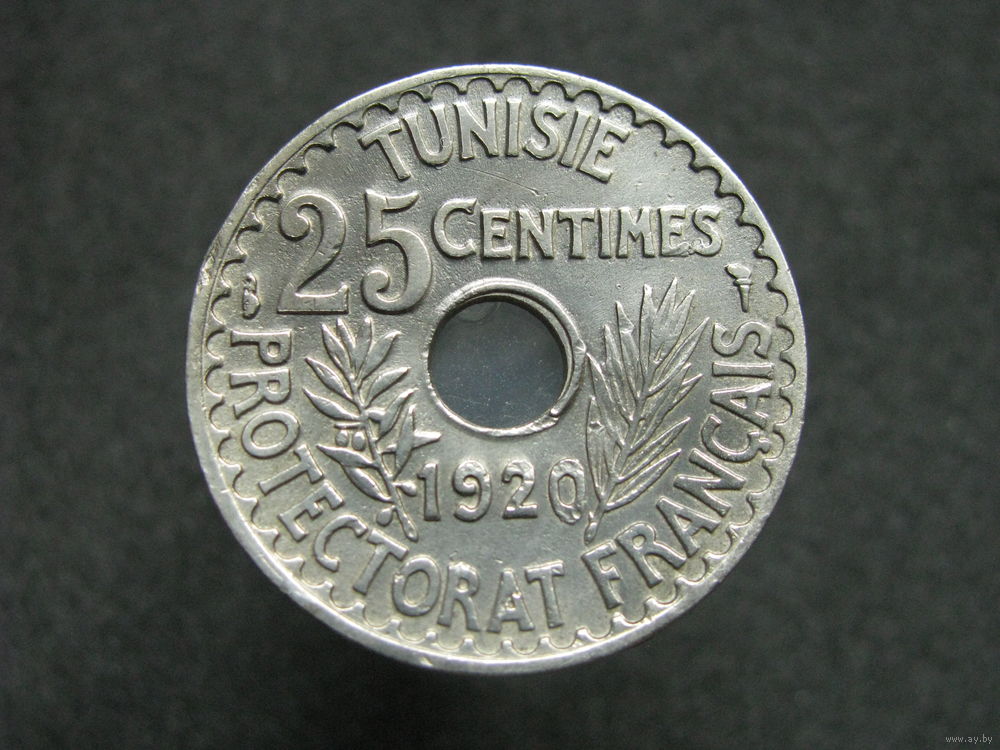 TUNISIE
25 CENTIMES
1920
PROTECTORAT FRANÇAIS
www.ay.by